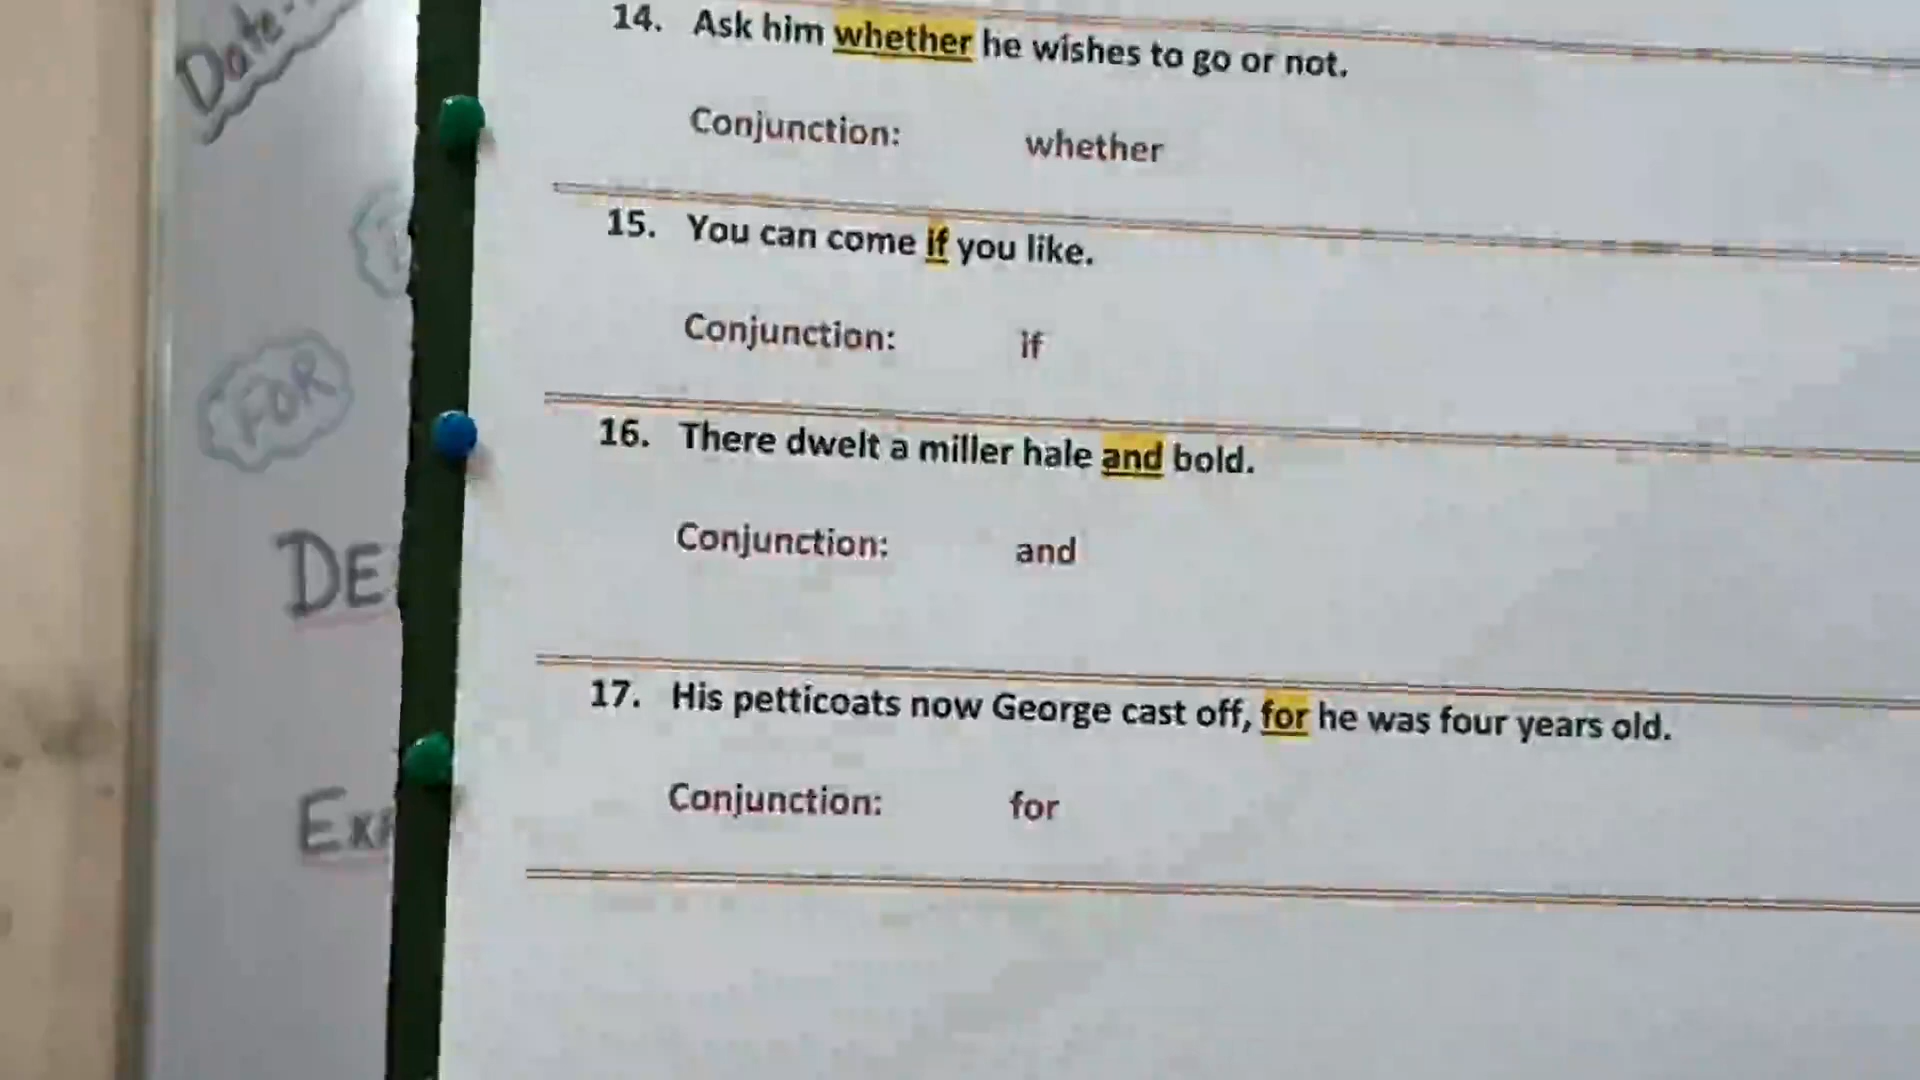 Date-
14. Ask him whether he wishes to go or not.
Conjunction: whether
15. You can come if you like.
Conjunction: if
FOR
16. There dwelt a miller hale and bold.
Conjunction: and
DE
17. His petticoats now George cast off, for he was four years old.
Conjunction: for